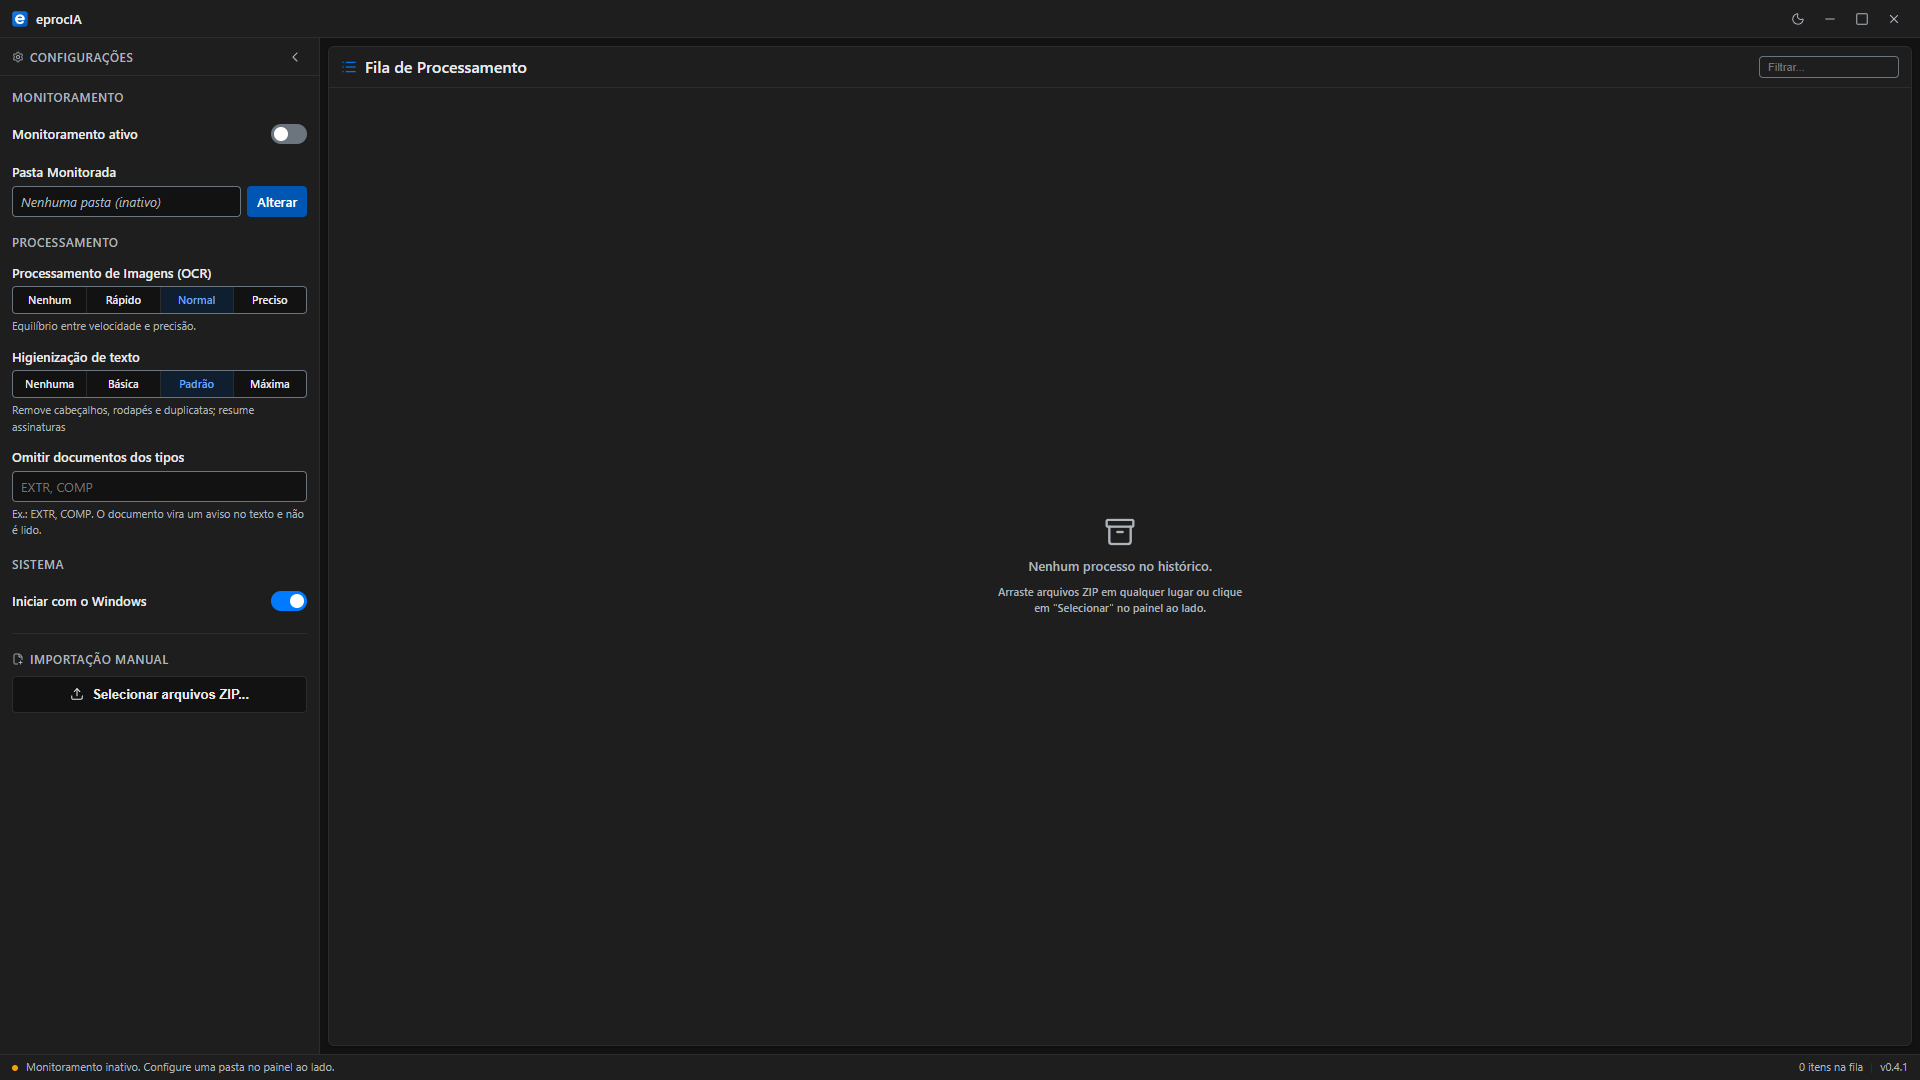 eprocIA
CONFIGURAÇÕES
MONITORAMENTO
Monitoramento ativo
Pasta Monitorada
Nenhuma pasta (inativo)
Alterar
PROCESSAMENTO
Processamento de Imagens (OCR)
Nenhum Rápido Normal Preciso
Equilíbrio entre velocidade e precisão.
Higienização de texto
Nenhuma Básica Padrão Máxima
Remove cabeçalhos, rodapés e duplicatas; resume
assinaturas
Omitir documentos dos tipos
EXTR, COMP
Ex.: EXTR, COMP. O documento vira um aviso no texto e não
é lido.
SISTEMA
Iniciar com o Windows
IMPORTAÇÃO MANUAL
Selecionar arquivos ZIP...
Fila de Processamento
Filtrar...
Nenhum processo no histórico.
Arraste arquivos ZIP em qualquer lugar ou clique
em "Selecionar" no painel ao lado.
Monitoramento inativo. Configure uma pasta no painel ao lado.
0 itens na fila
v0.4.1